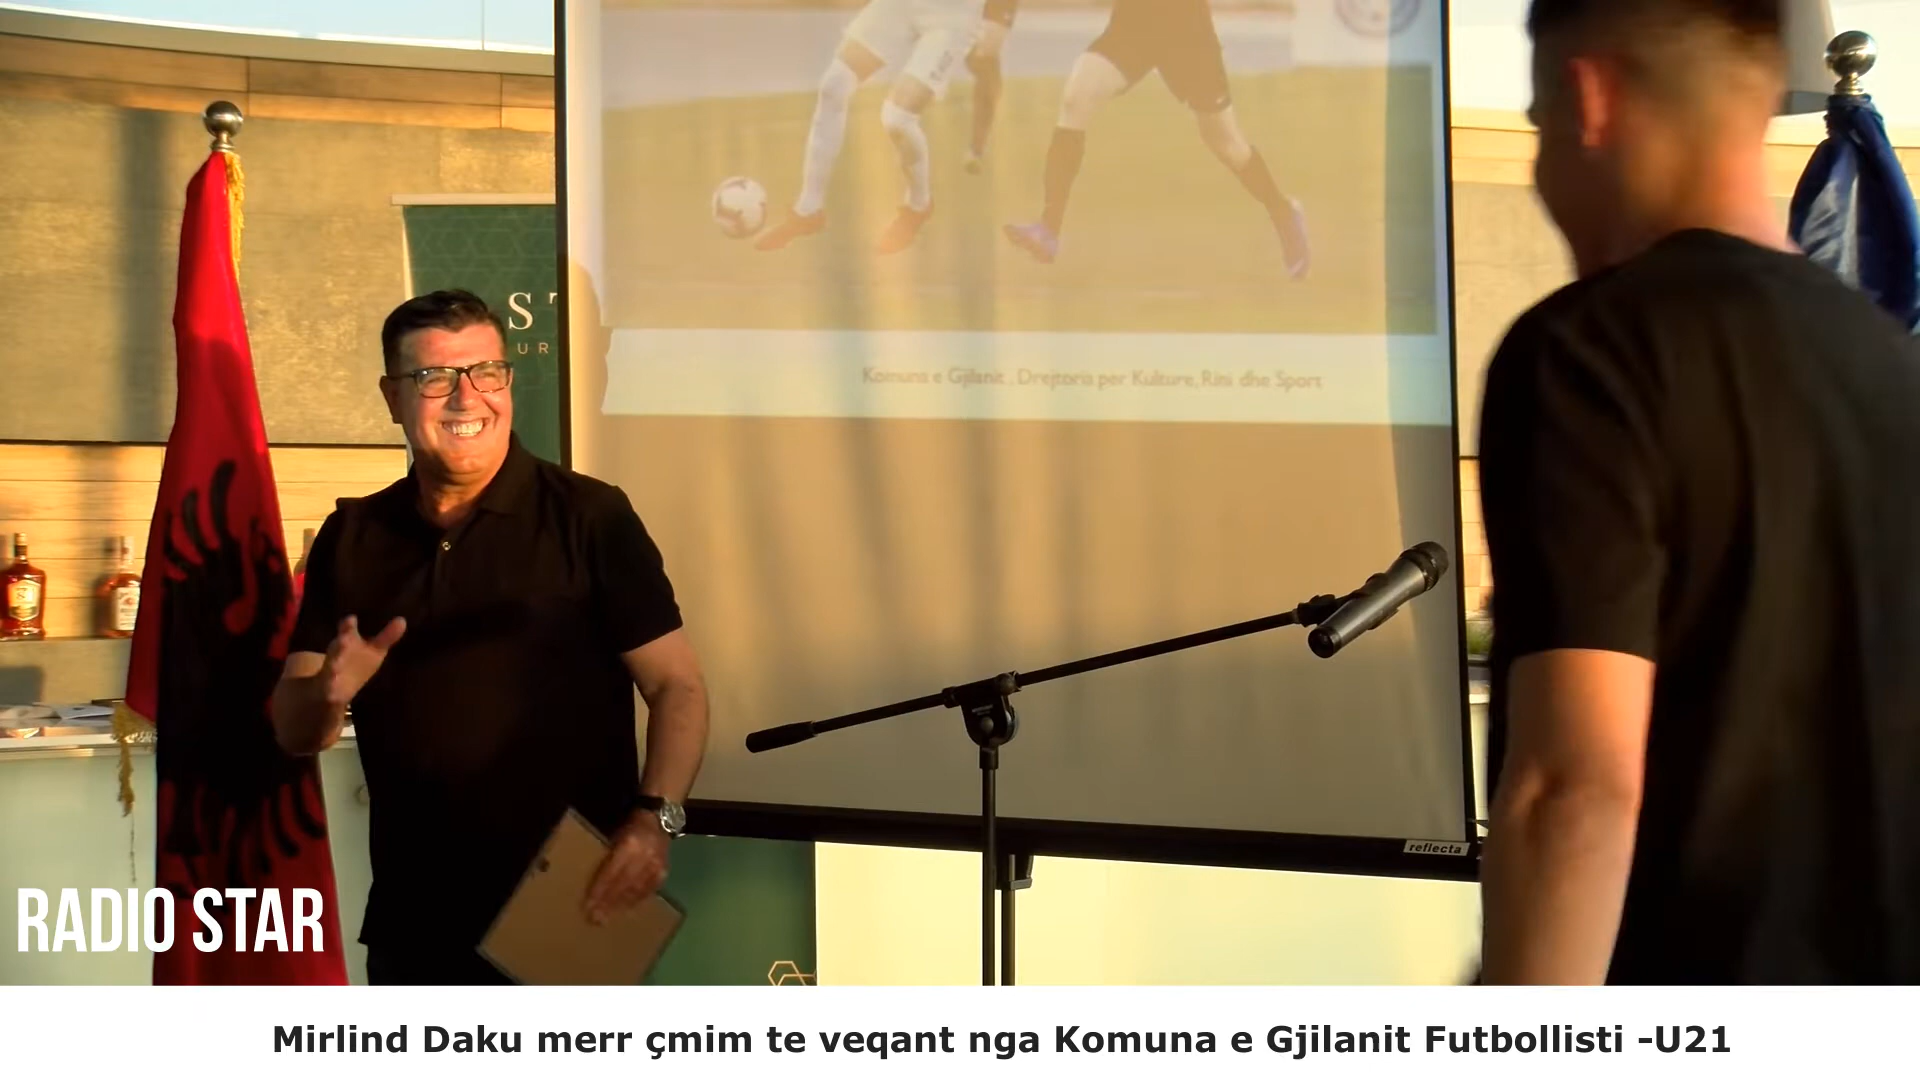 S T
U R
Komuna e Gjilanit . Drejtoria per Kulture, Rini dhe Sport
reflecta
RADIO STAR
Mirlind Daku merr çmim te veqant nga Komuna e Gjilanit Futbollisti -U21